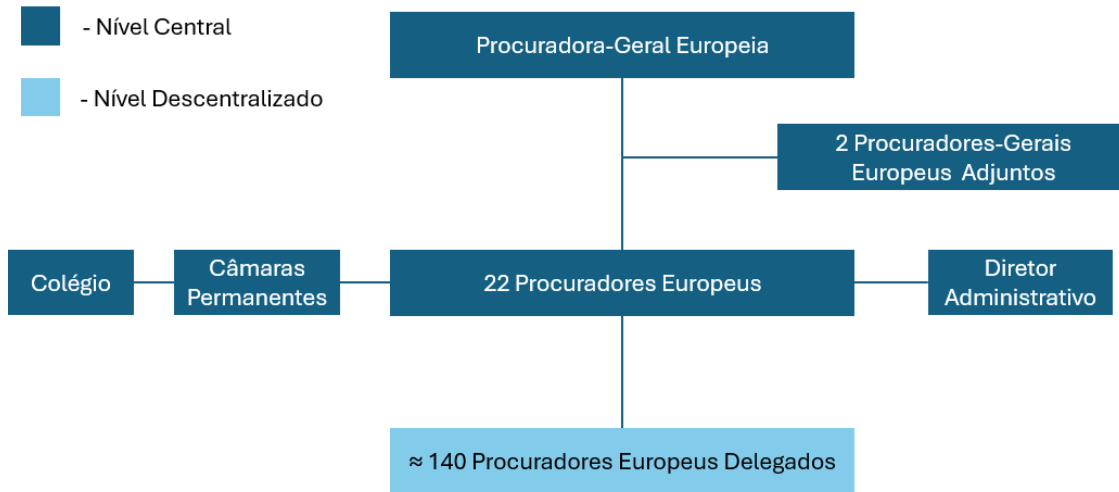 - Nível Central
- Nível Descentralizado
Procuradora-Geral Europeia
2 Procuradores-Gerais
Europeus Adjuntos
Colégio
Câmaras
Permanentes
22 Procuradores Europeus
Diretor
Administrativo
≈ 140 Procuradores Europeus Delegados